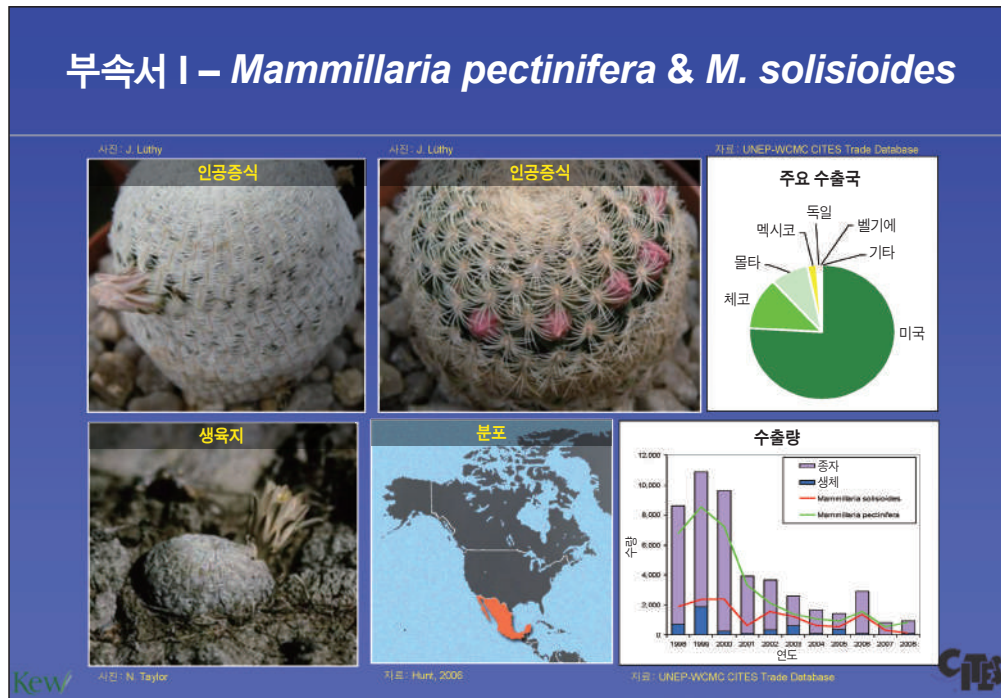 부속서 I – Mammillaria pectinifera & M. solisioides
사진: J. Lüthy
인공증식
사진: J. Lüthy
인공증식
자료: UNEP-WCMC CITES Trade Database
주요 수출국
독일
멕시코
벨기에
몰타
기타
체코
미국
생육지
사진: N. Taylor
분포
자료: Hunt, 2006
수출량
종자
생체
Mammillaria solisioides
Mammillaria pectinifera
수량
12,000
10,000
8,000
6,000
4,000
2,000
0
1998 1999 2000 2001 2002 2003 2004 2005 2006 2007 2008
연도
자료: UNEP-WCMC CITES Trade Database
Kew
CITES